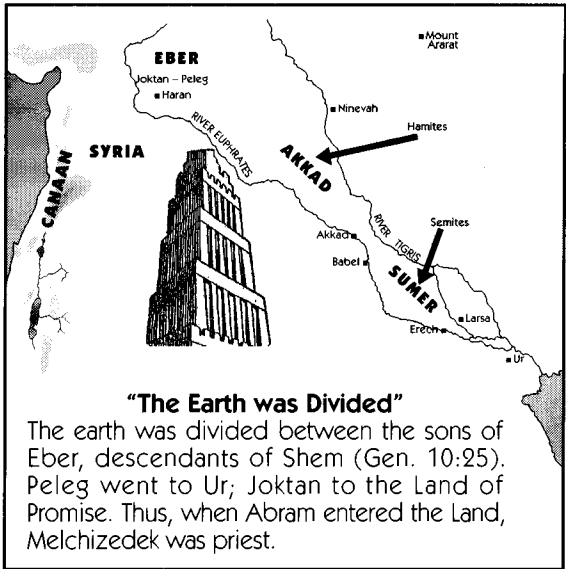 Mount
Ararat
EBER
Joktan – Peleg
Haran
Ninevah
RIVER EUPHRATES
Hamites
SYRIA
AKKAD
CANAAN
Semites
RIVER TIGRIS
Akkad
Babel
SUMER
Larsa
Erech
Ur
"The Earth was Divided"
The earth was divided between the sons of
Eber, descendants of Shem (Gen. 10:25).
Peleg went to Ur; Joktan to the Land of
Promise. Thus, when Abram entered the Land,
Melchizedek was priest.